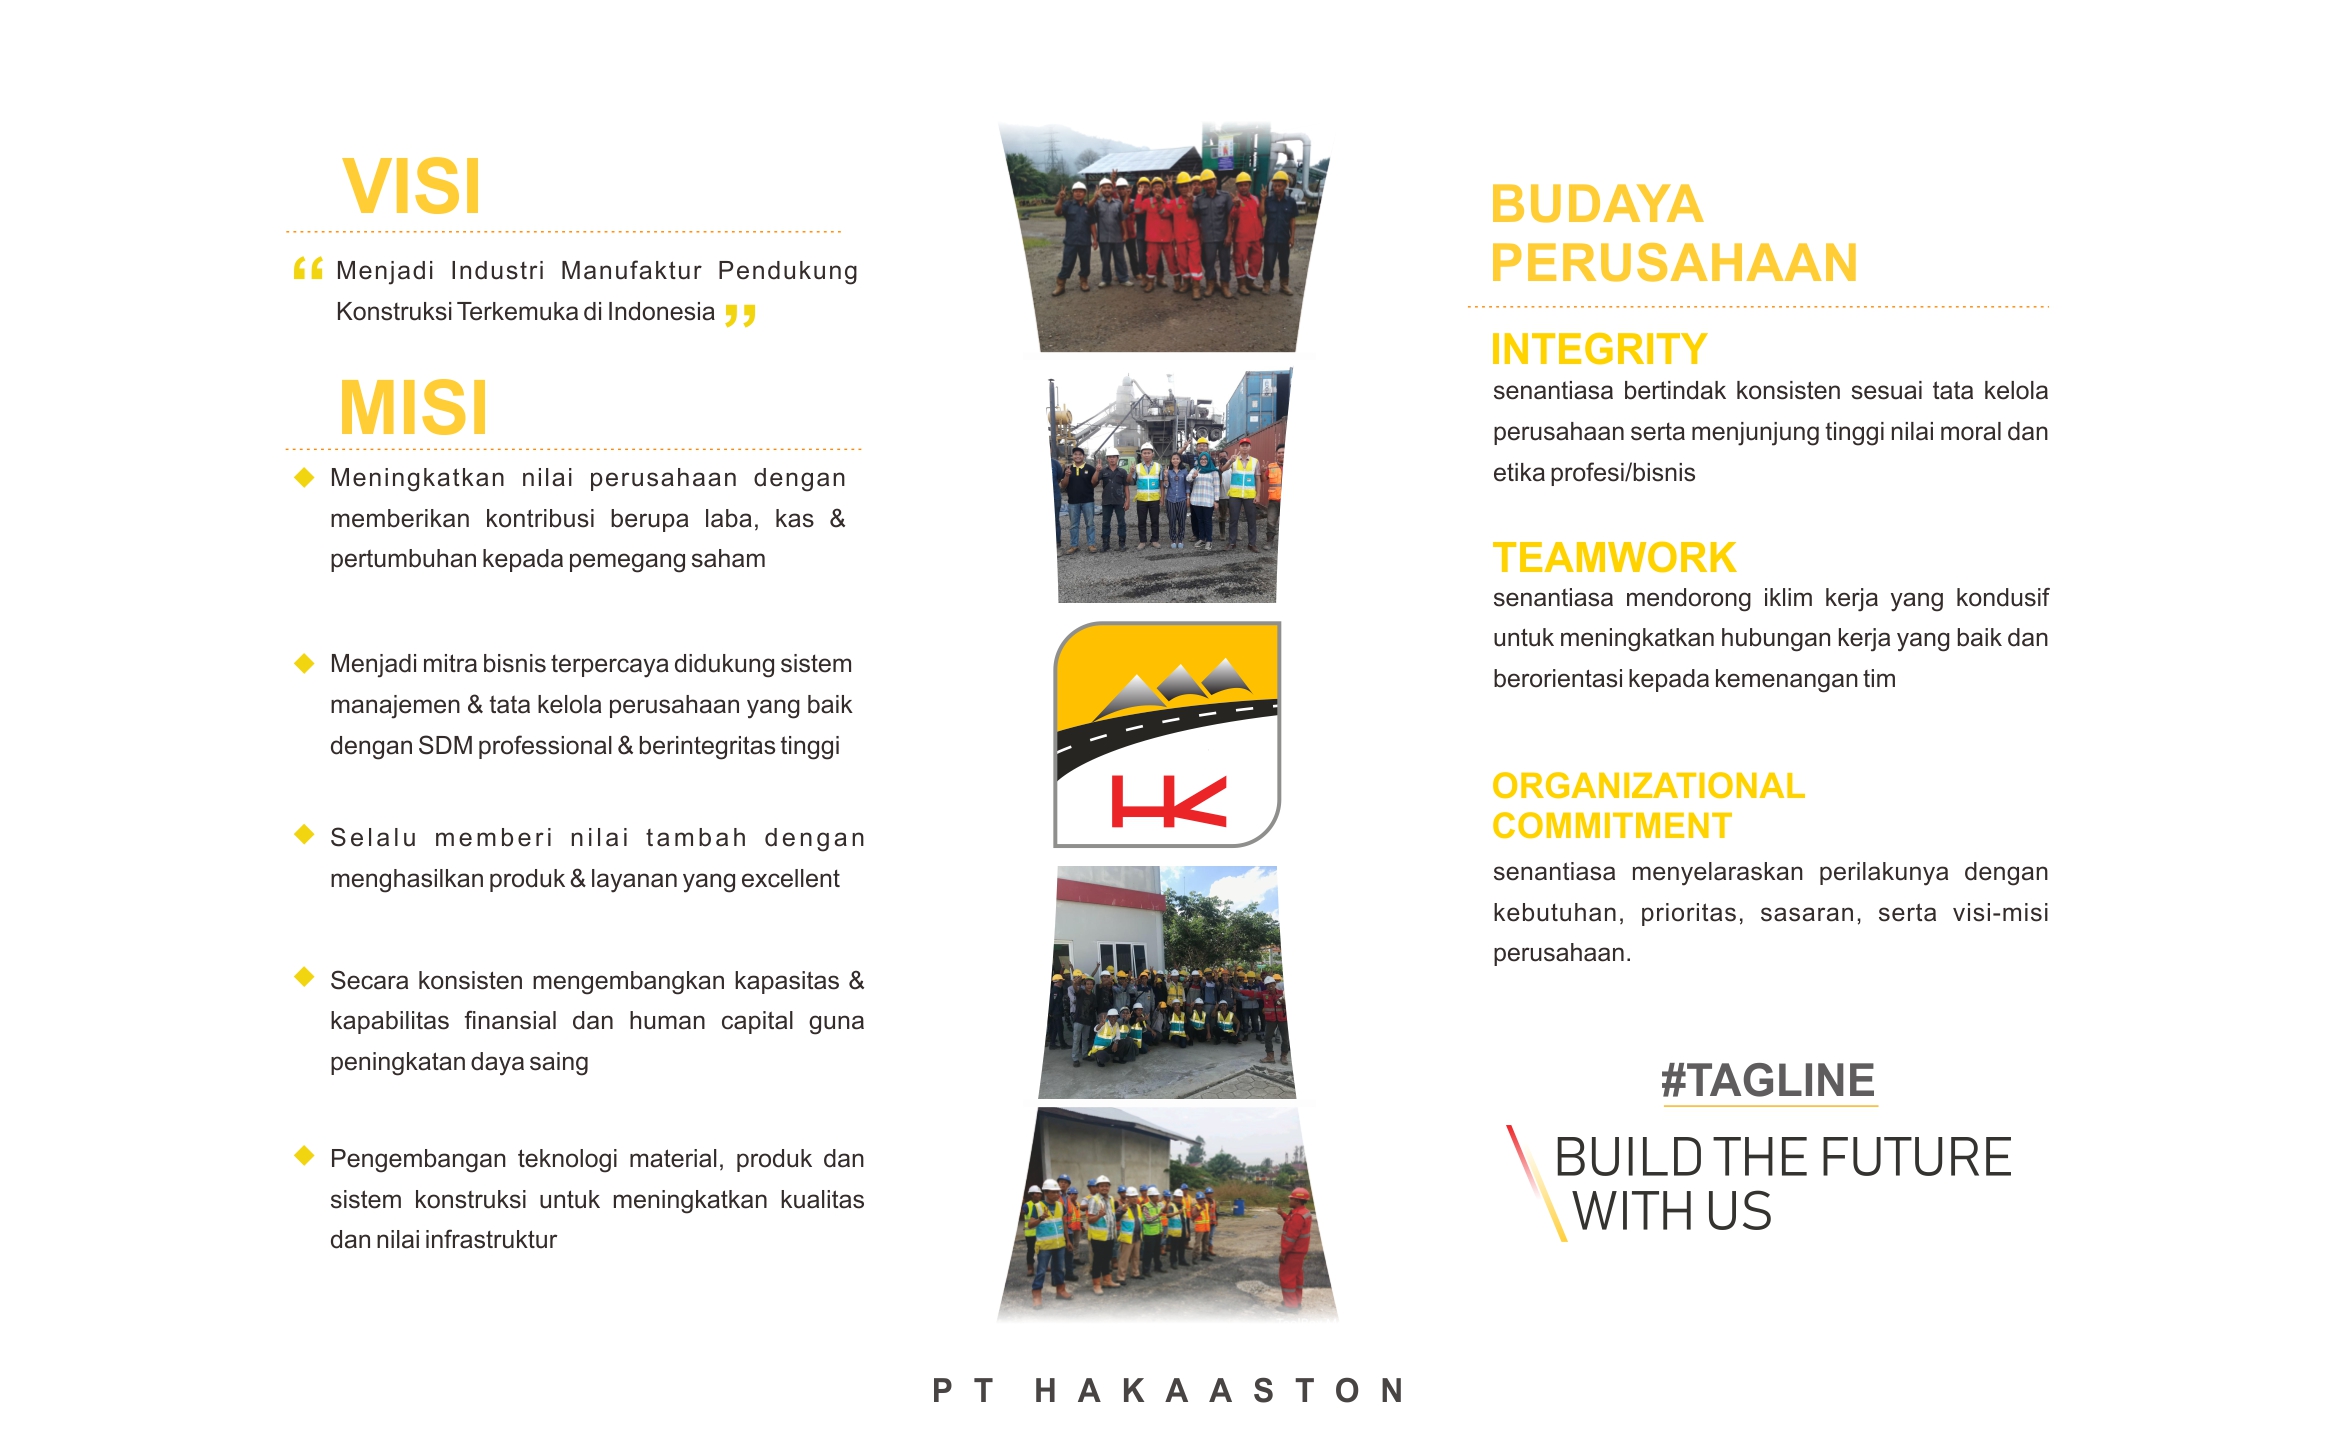 VISI
“ Menjadi Industri Manufaktur Pendukung
Konstruksi Terkemuka di Indonesia ”
MISI
Meningkatkan nilai perusahaan dengan
memberikan kontribusi berupa laba, kas &
pertumbuhan kepada pemegang saham
Menjadi mitra bisnis terpercaya didukung sistem
manajemen & tata kelola perusahaan yang baik
dengan SDM professional & berintegritas tinggi
Selalu memberi nilai tambah dengan
menghasilkan produk & layanan yang excellent
Secara konsisten mengembangkan kapasitas &
kapabilitas finansial dan human capital guna
peningkatan daya saing
Pengembangan teknologi material, produk dan
sistem konstruksi untuk meningkatkan kualitas
dan nilai infrastruktur
HK
BUDAYA
PERUSAHAAN
INTEGRITY
senantiasa bertindak konsisten sesuai tata kelola
perusahaan serta menjunjung tinggi nilai moral dan
etika profesi/bisnis
TEAMWORK
senantiasa mendorong iklim kerja yang kondusif
untuk meningkatkan hubungan kerja yang baik dan
berorientasi kepada kemenangan tim
ORGANIZATIONAL
COMMITMENT
senantiasa menyelaraskan perilakunya dengan
kebutuhan, prioritas, sasaran, serta visi-misi
perusahaan.
#TAGLINE
BUILD THE FUTURE
WITH US
PT HAKAASTON